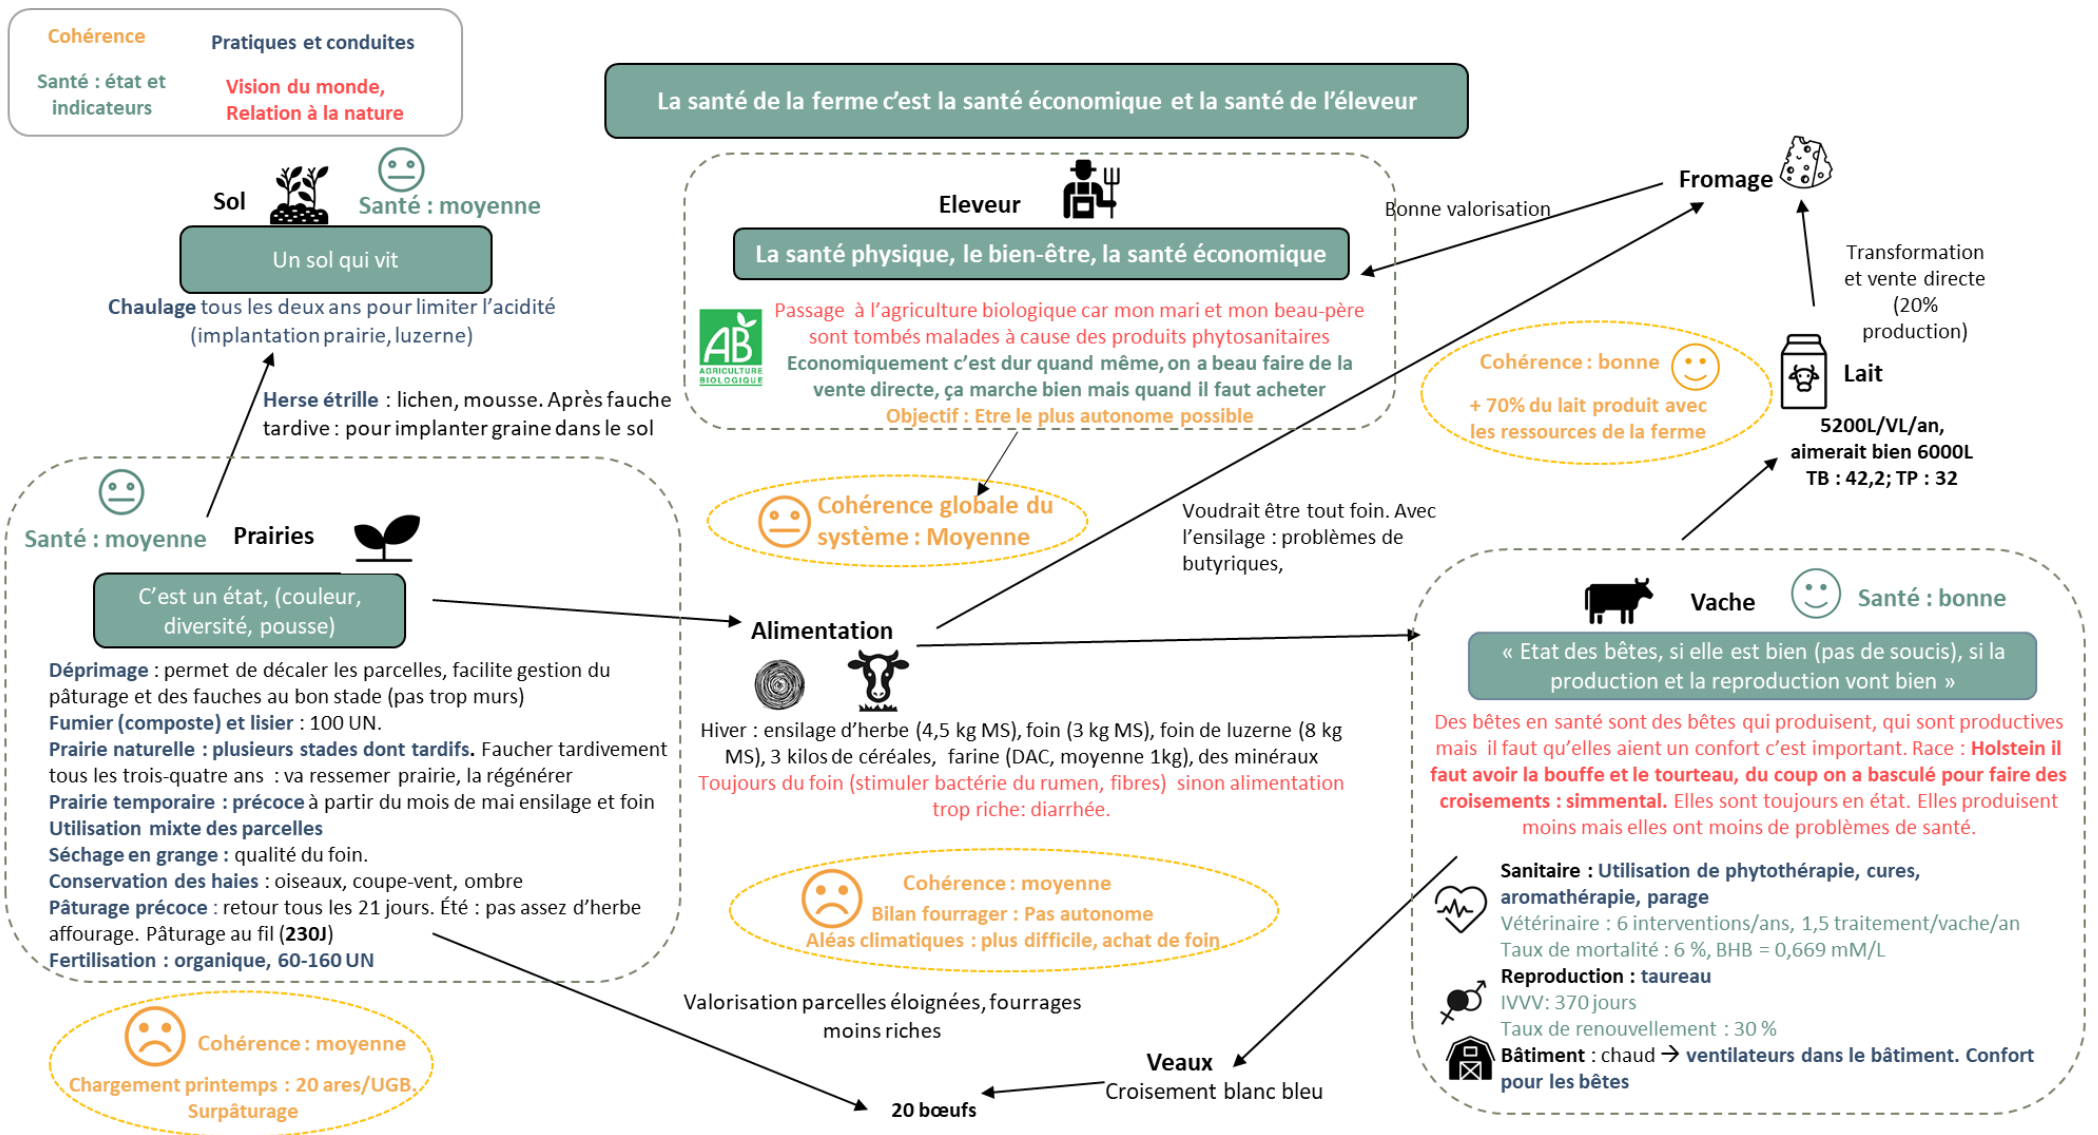 Cohérence
Pratiques et conduites
Santé : état et
indicateurs
Vision du monde,
Relation à la nature
La santé de la ferme c’est la santé économique et la santé de l’éleveur
Sol
Santé : moyenne
Un sol qui vit
Chaulage tous les deux ans pour limiter l’acidité
(implantation prairie, luzerne)
Herse étrille : lichen, mousse. Après fauche
tardive : pour implanter graine dans le sol
Eleveur
La santé physique, le bien-être, la santé économique
AB
AGRICULTURE
BIOLOGIQUE
Passage à l’agriculture biologique car mon mari et mon beau-père
sont tombés malades à cause des produits phytosanitaires
Economiquement c’est dur quand même, on a beau faire de la
vente directe, ça marche bien mais quand il faut acheter
Objectif : Etre le plus autonome possible
Bonne valorisation
Fromage
Transformation
et vente directe
(20%
production)
Cohérence : bonne
+ 70% du lait produit avec
les ressources de la ferme
Lait
5200L/VL/an,
aimerait bien 6000L
TB : 42,2; TP : 32
Cohérence globale du
système : Moyenne
Voudrait être tout foin. Avec
l’ensilage : problèmes de
butyriques,
Santé : moyenne
Prairies
C’est un état, (couleur,
diversité, pousse)
Déprimage : permet de décaler les parcelles, facilite gestion du
pâturage et des fauches au bon stade (pas trop murs)
Fumier (composte) et lisier : 100 UN.
Prairie naturelle : plusieurs stades dont tardifs. Faucher tardivement
tous les trois-quatre ans : va ressemer prairie, la régénérer
Prairie temporaire : précoce à partir du mois de mai ensilage et foin
Utilisation mixte des parcelles
Séchage en grange : qualité du foin.
Conservation des haies : oiseaux, coupe-vent, ombre
Pâturage précoce : retour tous les 21 jours. Été : pas assez d’herbe
affourage. Pâturage au fil (230J)
Fertilisation : organique, 60-160 UN
Cohérence : moyenne
Chargement printemps : 20 ares/UGB.
Surpâturage
Alimentation
Hiver : ensilage d’herbe (4,5 kg MS), foin (3 kg MS), foin de luzerne (8 kg
MS), 3 kilos de céréales, farine (DAC, moyenne 1kg), des minéraux
Toujours du foin (stimuler bactérie du rumen, fibres) sinon alimentation
trop riche: diarrhée.
Cohérence : moyenne
Bilan fourrager : Pas autonome
Aléas climatiques : plus difficile, achat de foin
Valorisation parcelles éloignées, fourrages
moins riches
Veaux
Croisement blanc bleu
20 bœufs
Vache
Santé : bonne
« Etat des bêtes, si elle est bien (pas de soucis), si la
production et la reproduction vont bien »
Des bêtes en santé sont des bêtes qui produisent, qui sont productives
mais il faut qu’elles aient un confort c’est important. Race : Holstein il
faut avoir la bouffe et le tourteau, du coup on a basculé pour faire des
croisements : simmental. Elles sont toujours en état. Elles produisent
moins mais elles ont moins de problèmes de santé.
Sanitaire : Utilisation de phytothérapie, cures,
aromathérapie, parage
Vétérinaire : 6 interventions/ans, 1,5 traitement/vache/an
Taux de mortalité : 6 %, BHB = 0,669 mM/L
Reproduction : taureau
IVVV: 370 jours
Taux de renouvellement : 30 %
Bâtiment : chaud → ventilateurs dans le bâtiment. Confort
pour les bêtes